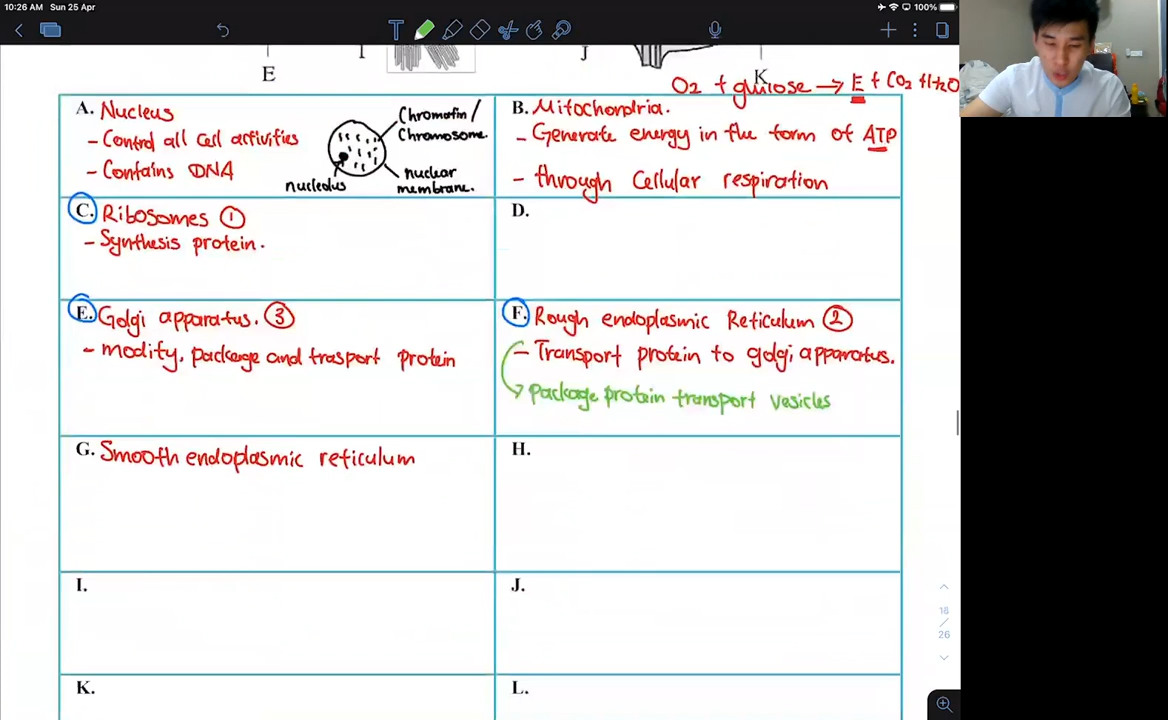 10:26 AM Sun 25 Apr
100%
E
I
J
K
O2 + glucose → E + CO2 + H2O
A. Nucleus
- Control all cell activities
- Contains DNA
Chromatin/
Chromosome.
nucleolus
nuclear
membrane.
B. Mitochondria.
- Generate energy in the form of ATP
- through Cellular respiration
C. Ribosomes ①
- Synthesis protein.
D.
E. Golgi apparatus. ③
- modify, package and trasport protein
F. Rough endoplasmic Reticulum ②
- Transport protein to golgi apparatus.
package protein transport vesicles
G. Smooth endoplasmic reticulum
H.
I.
J.
K.
L.
18
/
26